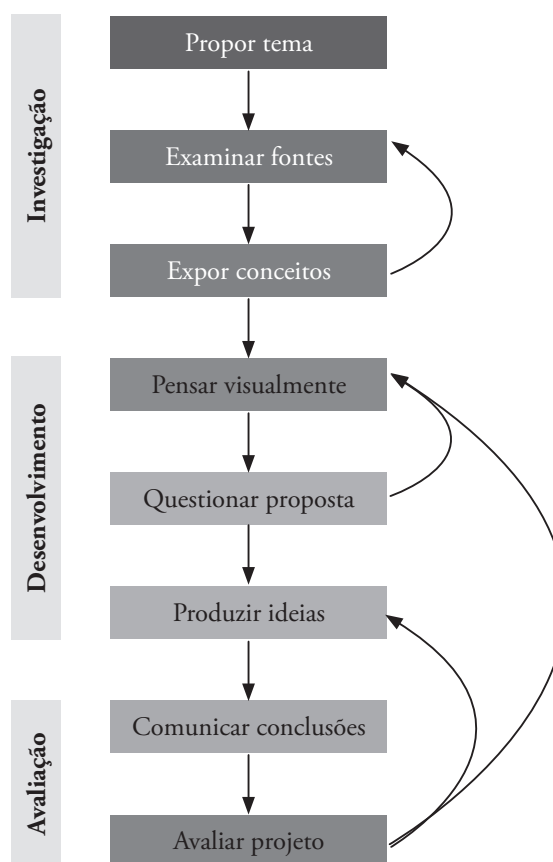 Investigação
Propor tema
Examinar fontes
Expor conceitos
Desenvolvimento
Pensar visualmente
Questionar proposta
Produzir ideias
Avaliação
Comunicar conclusões
Avaliar projeto